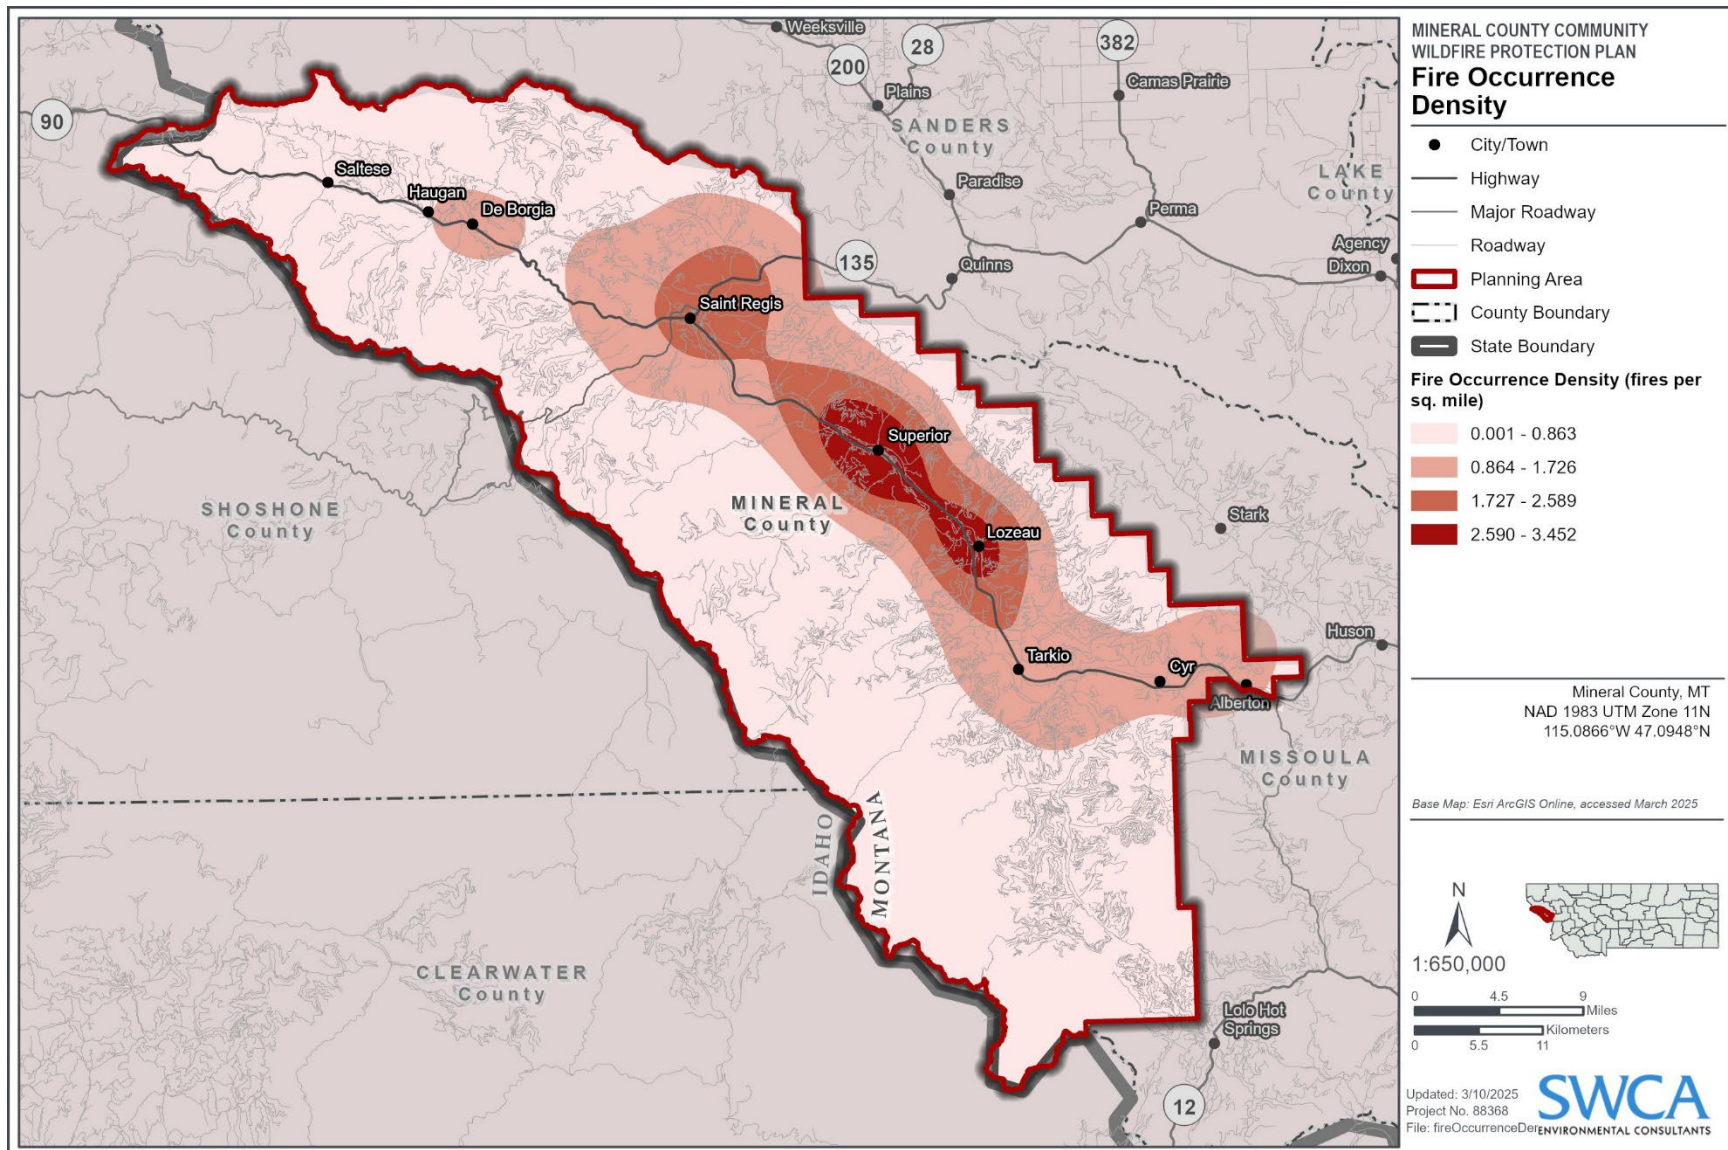 Weeksville
28
382
200
Camas Prairie
Plains
90
SANDERS
County
LAKE
County
Saltese
Paradise
Haugan
De Borgia
Perma
Agency
Dixon
135
Quinns
Saint Regis
Superior
SHOSHONE
County
MINERAL
County
Stark
Lozeau
Huson
Tarkio
Cyr
Alberton
MISSOULA
County
IDAHO
MONTANA
CLEARWATER
County
Lolo Hot
Springs
12
MINERAL COUNTY COMMUNITY
WILDFIRE PROTECTION PLAN
Fire Occurrence
Density
City/Town
Highway
Major Roadway
Roadway
Planning Area
County Boundary
State Boundary
Fire Occurrence Density (fires per
sq. mile)
0.001 - 0.863
0.864 - 1.726
1.727 - 2.589
2.590 - 3.452
Mineral County, MT
NAD 1983 UTM Zone 11N
115.0866°W 47.0948°N
Base Map: Esri ArcGIS Online, accessed March 2025
N
1:650,000
0 4.5 9
Miles
Kilometers
0 5.5 11
Updated: 3/10/2025
Project No. 88368
File: fireOccurrenceDen
SWCA
ENVIRONMENTAL CONSULTANTS